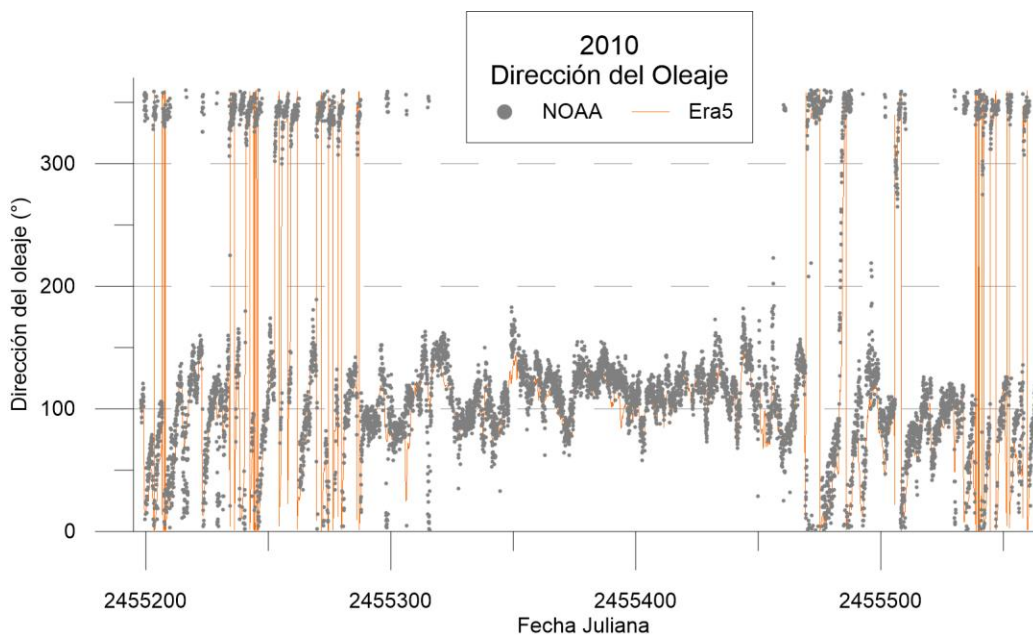 2010
Dirección del Oleaje
NOAA Era5
300
200
100
0
Dirección del oleaje (°)
2455200 2455300 2455400 2455500
Fecha Juliana